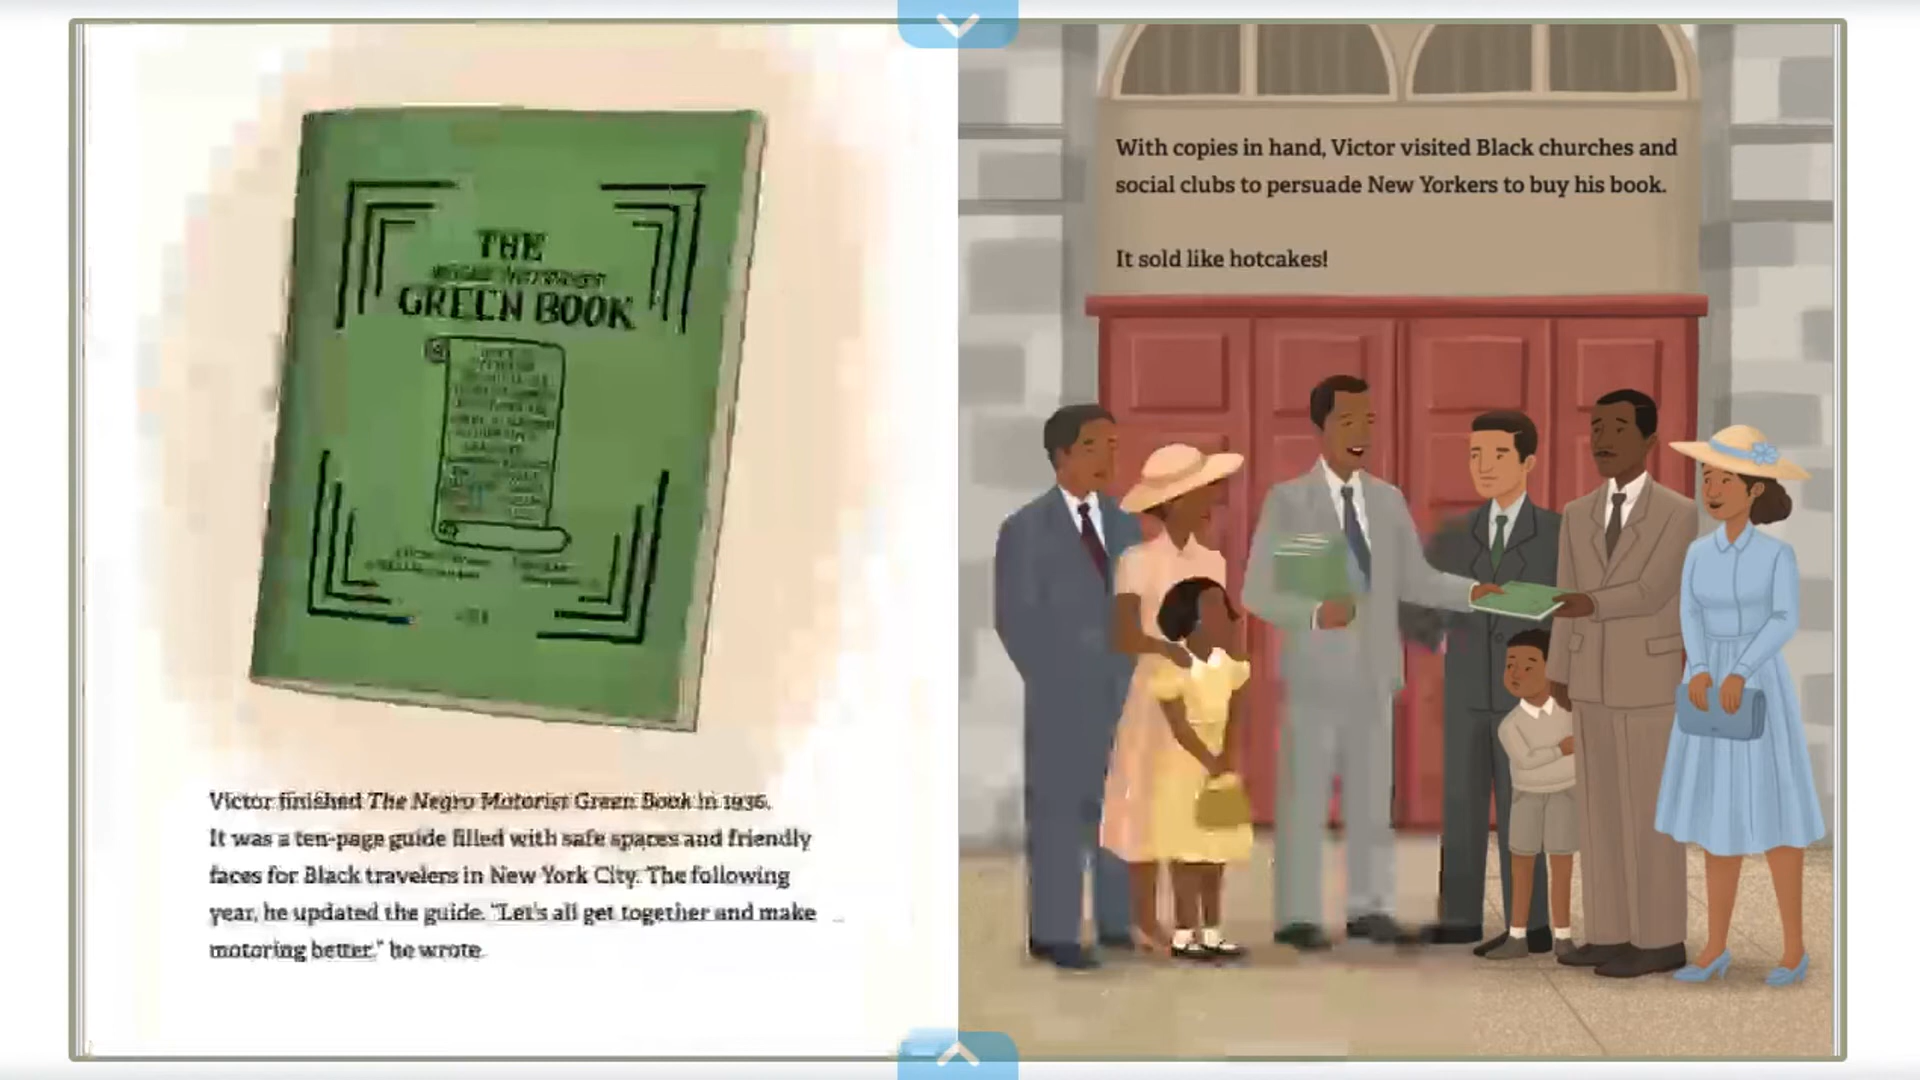 THE
GREEN BOOK
Victor finished The Negro Motorist Green Book in 1936.
It was a ten-page guide filled with safe spaces and friendly
faces for Black travelers in New York City. The following
year, he updated the guide. "Let's all get together and make
motoring better," he wrote.
With copies in hand, Victor visited Black churches and
social clubs to persuade New Yorkers to buy his book.
It sold like hotcakes!